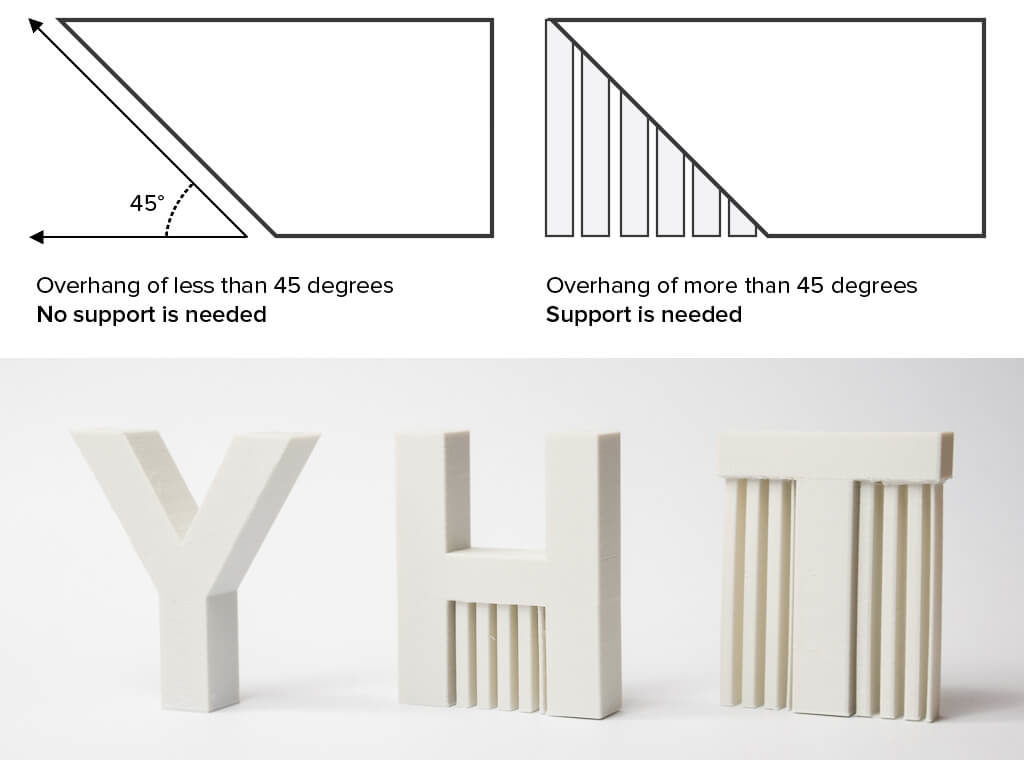 45°
Overhang of less than 45 degrees
No support is needed
Overhang of more than 45 degrees
Support is needed
Y H T